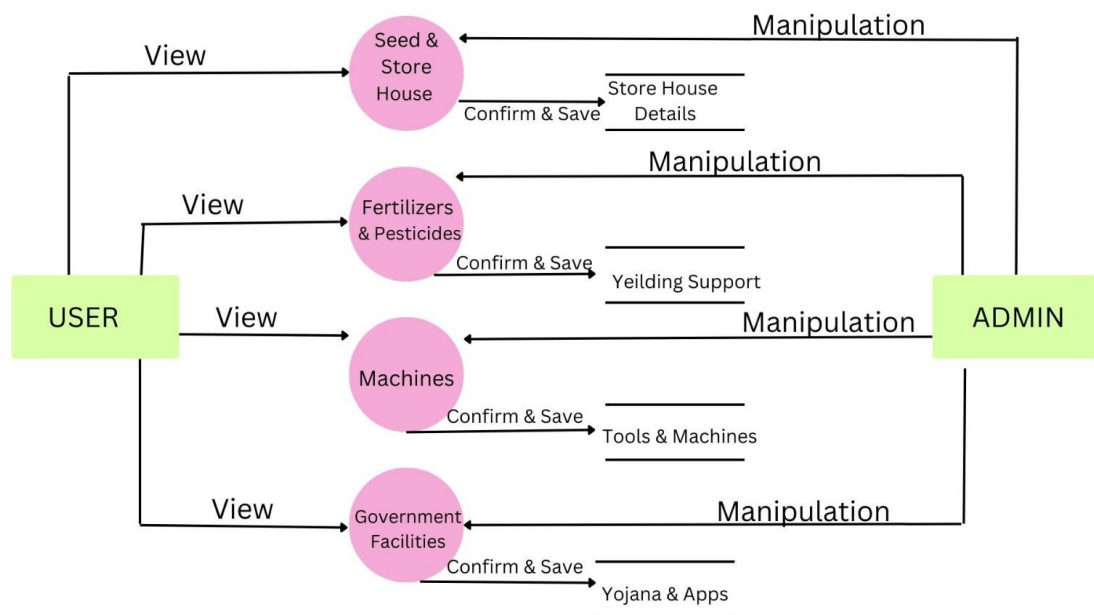 Manipulation
Seed &
Store
House
View
Store House
Details
Confirm & Save
Manipulation
View
Fertilizers
& Pesticides
Confirm & Save
Yeilding Support
USER
View
Manipulation
ADMIN
Machines
Confirm & Save
Tools & Machines
View
Government
Facilities
Manipulation
Confirm & Save
Yojana & Apps